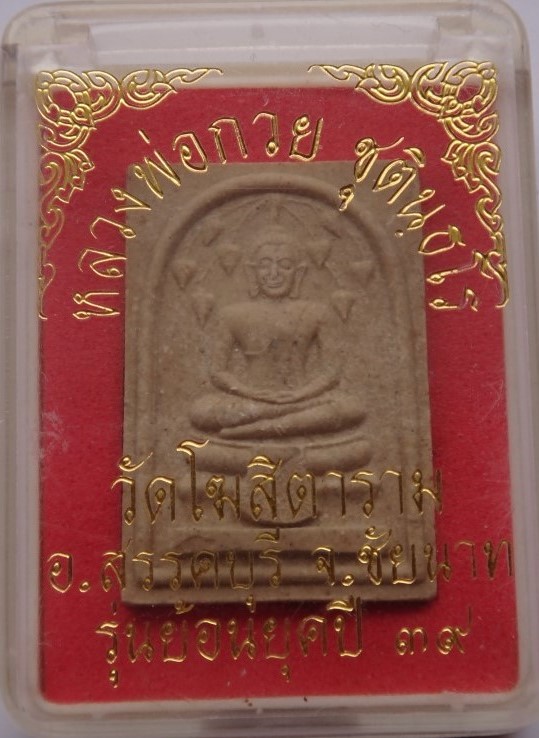 หลวงพ่อกวย ชุตินฺธโร
วัดโฆสิตาราม
อ.สรรคบุรี จ.ชัยนาท
รุ่นย้อนยุคปี ๓๙